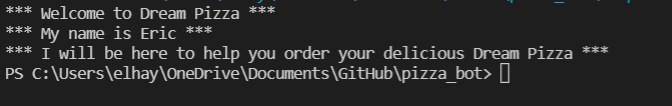 *** Welcome to Dream Pizza ***
*** My name is Eric ***
*** I will be here to help you order your delicious Dream Pizza ***
PS C:\Users\elhay\OneDrive\Documents\GitHub\pizza_bot>